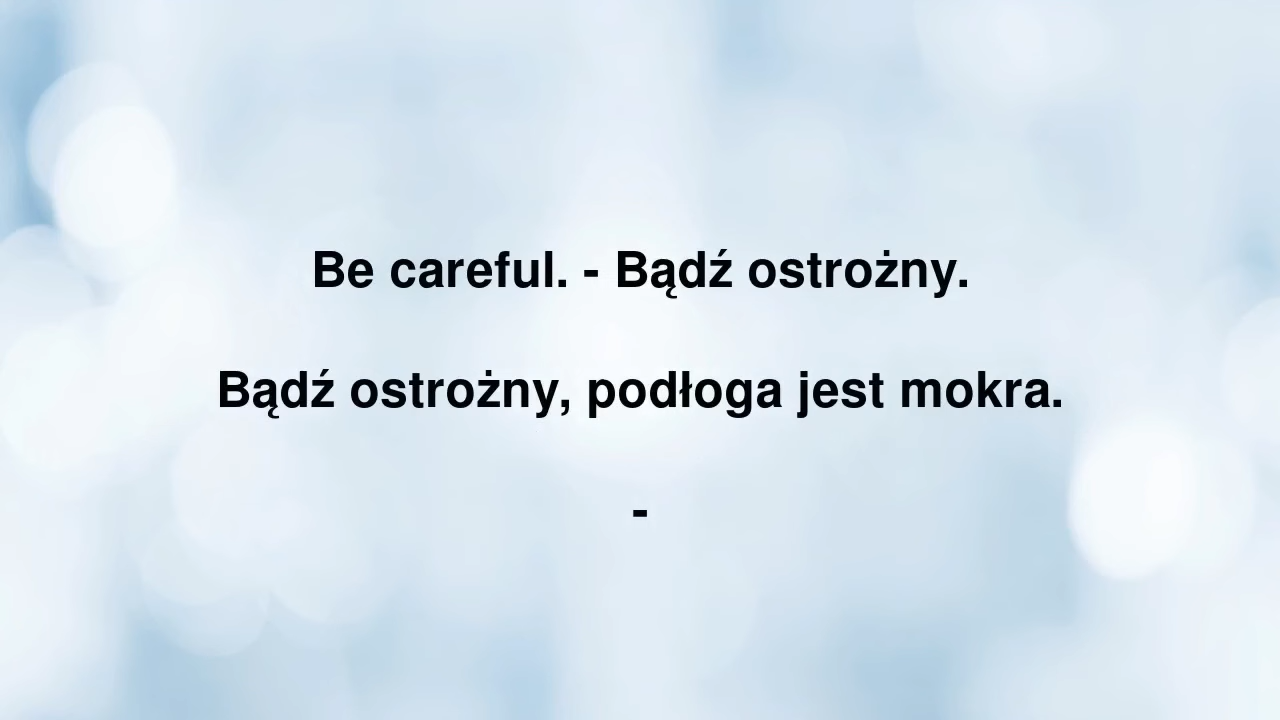 Be careful. - Bądź ostrożny.
Bądź ostrożny, podłoga jest mokra.
-